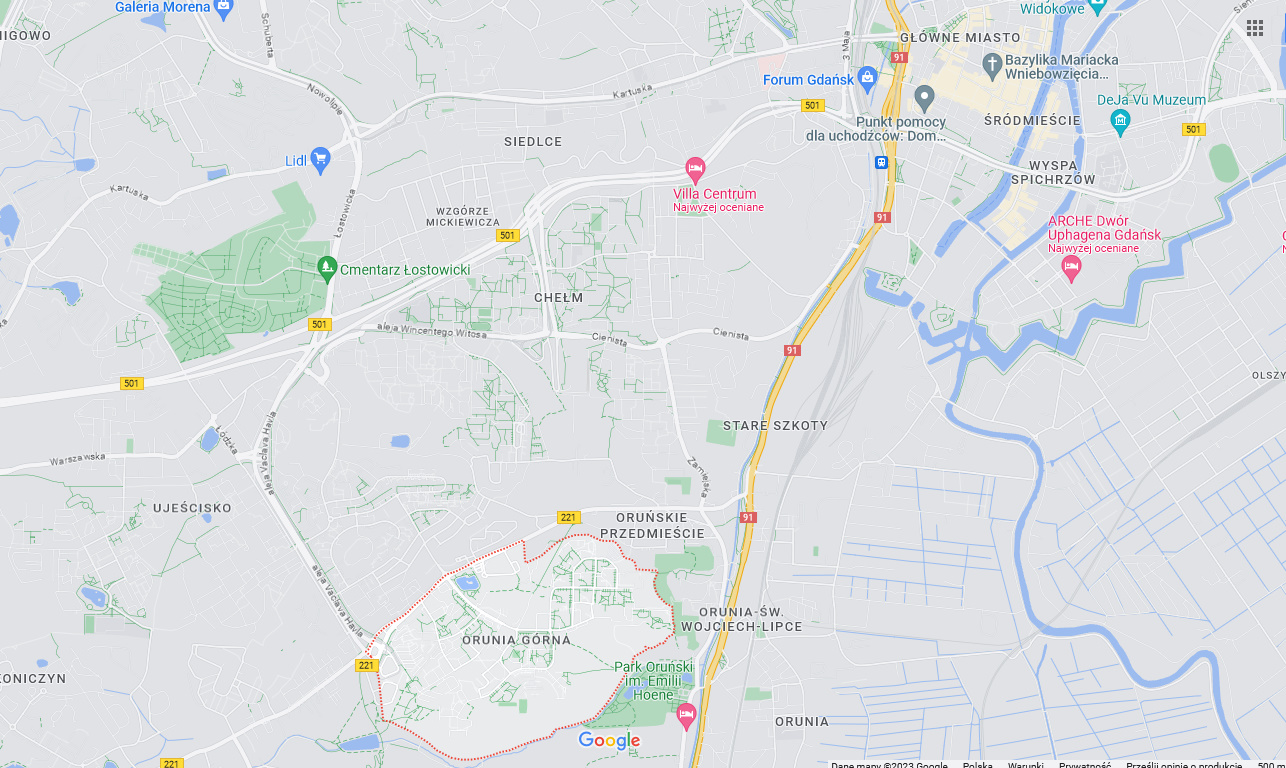 Galeria Morena
NIGOWO
Schuberta
3 Maja
Widokowe
GŁÓWNE MIASTO
91
Bazylika Mariacka
Wniebowzięcia...
Forum Gdańsk
Nowolipie
Kartuska
501
DeJa Vu Muzeum
Punkt pomocy
dla uchodźców: Dom...
ŚRÓDMIEŚCIE
501
SIEDLCE
Lidl
WYSPA
SPICHRZÓW
Kartuska
Łostowicka
Villa Centrum
Najwyżej oceniane
WZGÓRZE
MICKIEWICZA
91
501
ARCHE Dwór
Uphagena Gdańsk
Najwyżej oceniane
Cmentarz Łostowicki
CHEŁM
501
aleja Wincentego Witosa
Cienista
Cienista
91
501
OLSZY
STARE SZKOTY
Łódzka
aleja Vaclava Havla
Warszawska
Zamiejska
UJEŚCISKO
221
ORUŃSKIE
PRZEDMIEŚCIE
91
aleja Vaclava Havla
ORUNIA-ŚW.
WOJCIECH-LIPCE
ORUNIA GÓRNA
221
Park Oruński
im. Emilii
Hoene
KONICZYN
ORUNIA
Google
221
Dane mapy ©2023 Google
Polska
Warunki
Prywatność
Prześlij opinię o produkcie
500 m